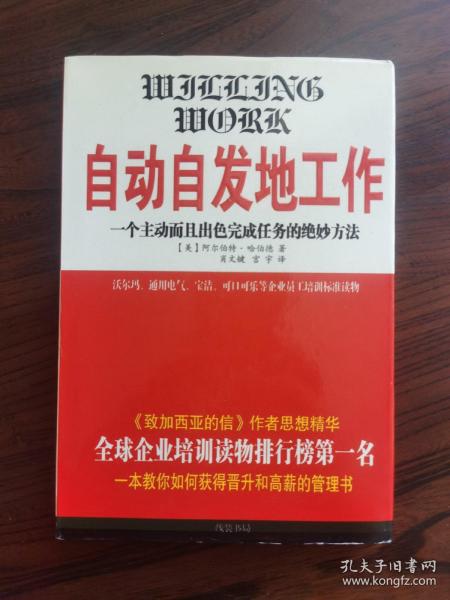 WILLING
WORK
自动自发地工作
一个主动而且出色完成任务的绝妙方法
【美】阿尔伯特·哈伯德 著
肖文键 宫宇 译
沃尔玛、通用电气、宝洁、可口可乐等企业员工培训标准读物
《致加西亚的信》作者思想精华
全球企业培训读物排行榜第一名
一本教你如何获得晋升和高薪的管理书
线装书局
孔夫子旧书网
www.kongfz.com